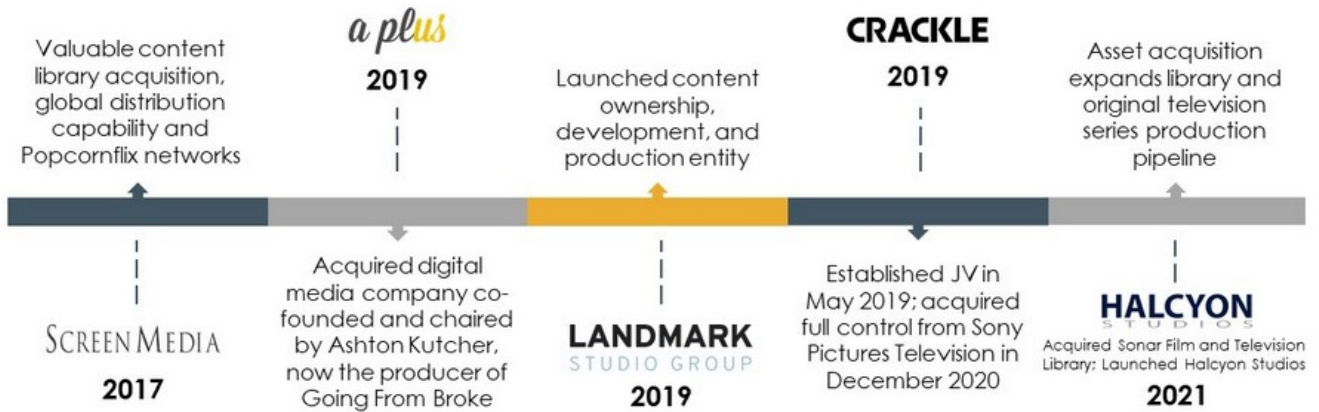 Valuable content
library acquisition,
global distribution
capability and
Popcornflix networks
SCREEN MEDIA
2017
a plus
2019
Acquired digital
media company co-
founded and chaired
by Ashton Kutcher,
now the producer of
Going From Broke
Launched content
ownership,
development, and
production entity
LANDMARK
STUDIO GROUP
2019
CRACKLE
2019
Established JV in
May 2019; acquired
full control from Sony
Pictures Television in
December 2020
Asset acquisition
expands library and
original television
series production
pipeline
HALCYON
STUDIOS
Acquired Sonar Film and Television
Library; Launched Halcyon Studios
2021